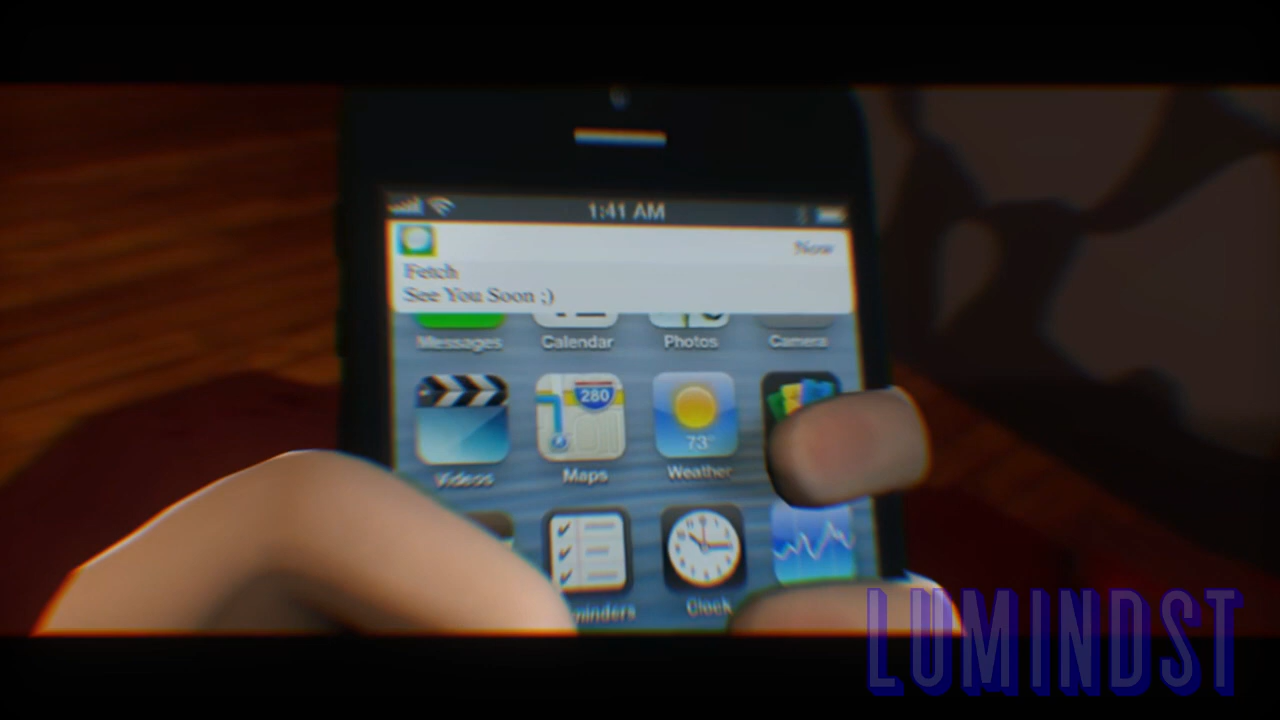 1:41 AM
Now
Fetch
See You Soon ;)
Messages Calendar Photos Camera
280
73°
Videos Maps Weather
Clock
LUMINDST